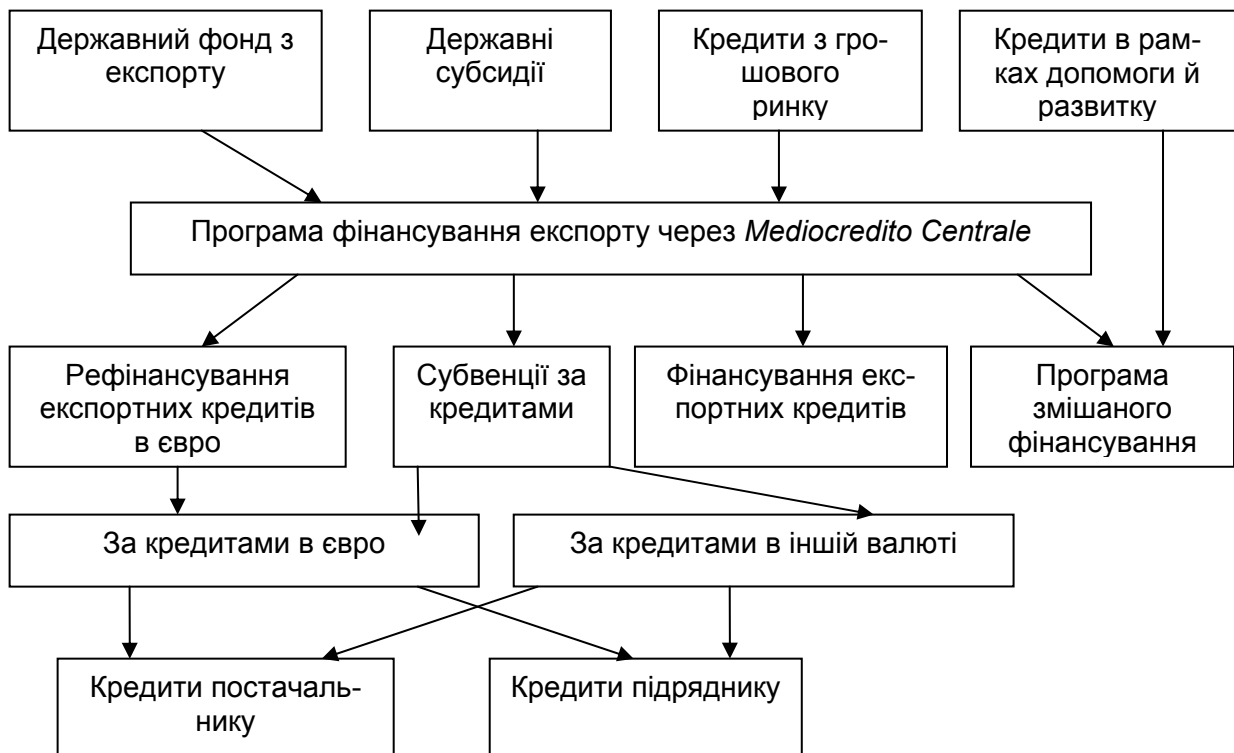 Державний фонд з
експорту
Державні
субсидії
Кредити з гро-
шового
ринку
Кредити в рам-
ках допомоги й
развитку
Програма фінансування експорту через Mediocredito Centrale
Рефінансування
експортних кредитів
в євро
Субвенції за
кредитами
Фінансування екс-
портних кредитів
Програма
змішаного
фінансування
За кредитами в євро
За кредитами в іншій валюті
Кредити постачаль-
нику
Кредити підряднику